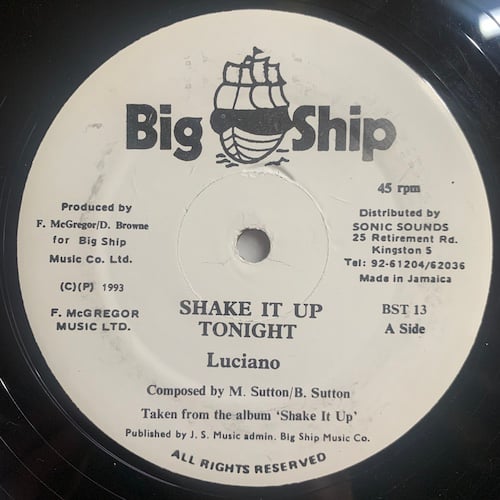 Big Ship
45 rpm
Produced by
F. McGregor/D. Browne
for Big Ship
Music Co. Ltd.
(C)(P) 1993
F. McGREGOR
MUSIC LTD.
Distributed by
SONIC SOUNDS
25 Retirement Rd.
Kingston 5
Tel: 92-61204/62036
Made in Jamaica
BST 13
A Side
SHAKE IT UP
TONIGHT
Luciano
Composed by M. Sutton/B. Sutton
Taken from the album 'Shake It Up'
Published by J. S. Music admin. Big Ship Music Co.
ALL RIGHTS RESERVED